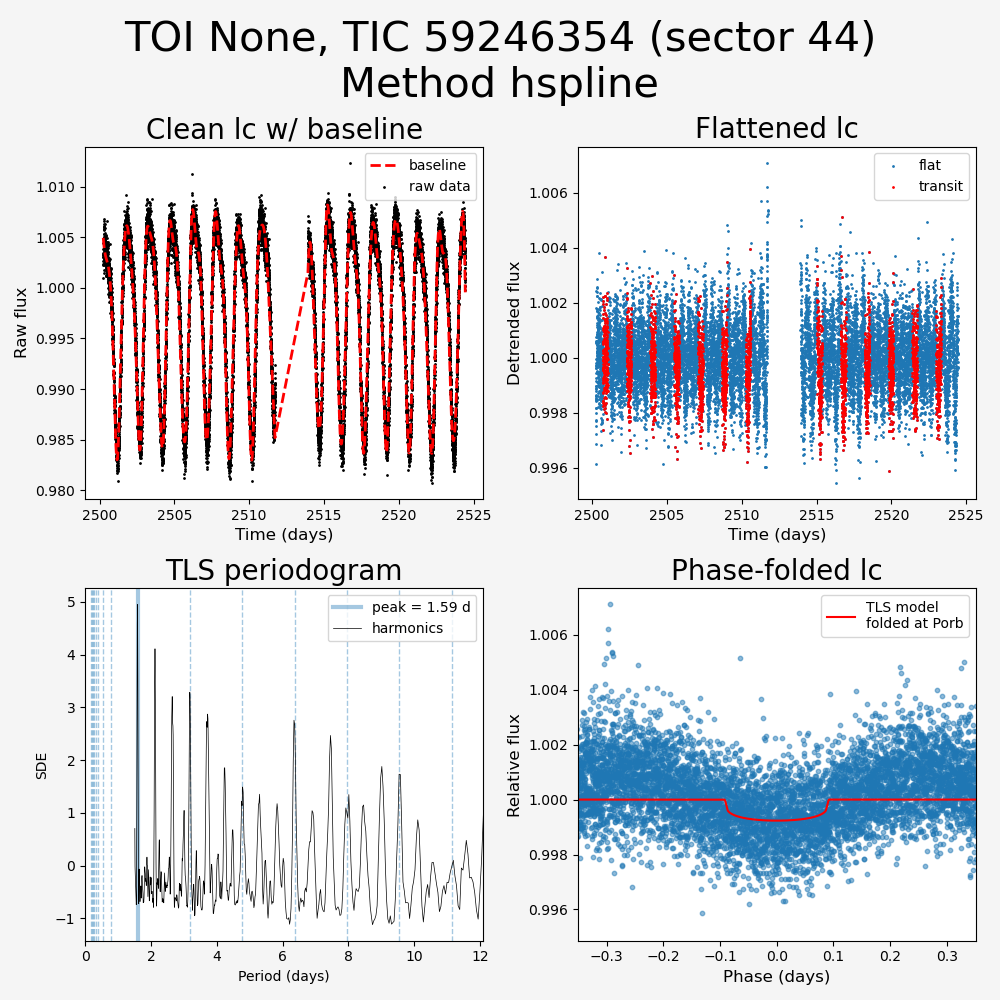 TOI None, TIC 59246354 (sector 44)
Method hspline
Clean lc w/ baseline
Flattened lc
baseline
raw data
flat
transit
1.010
1.005
1.000
0.995
0.990
0.985
0.980
Raw flux
2500
2505
2510
2515
2520
2525
Time (days)
1.006
1.004
1.002
1.000
0.998
0.996
Detrended flux
2500
2505
2510
2515
2520
2525
Time (days)
TLS periodogram
Phase-folded lc
peak = 1.59 d
harmonics
TLS model
folded at Porb
5
4
3
2
1
0
−1
SDE
0
2
4
6
8
10
12
Period (days)
1.006
1.004
1.002
1.000
0.998
0.996
Relative flux
−0.3
−0.2
−0.1
0.0
0.1
0.2
0.3
Phase (days)